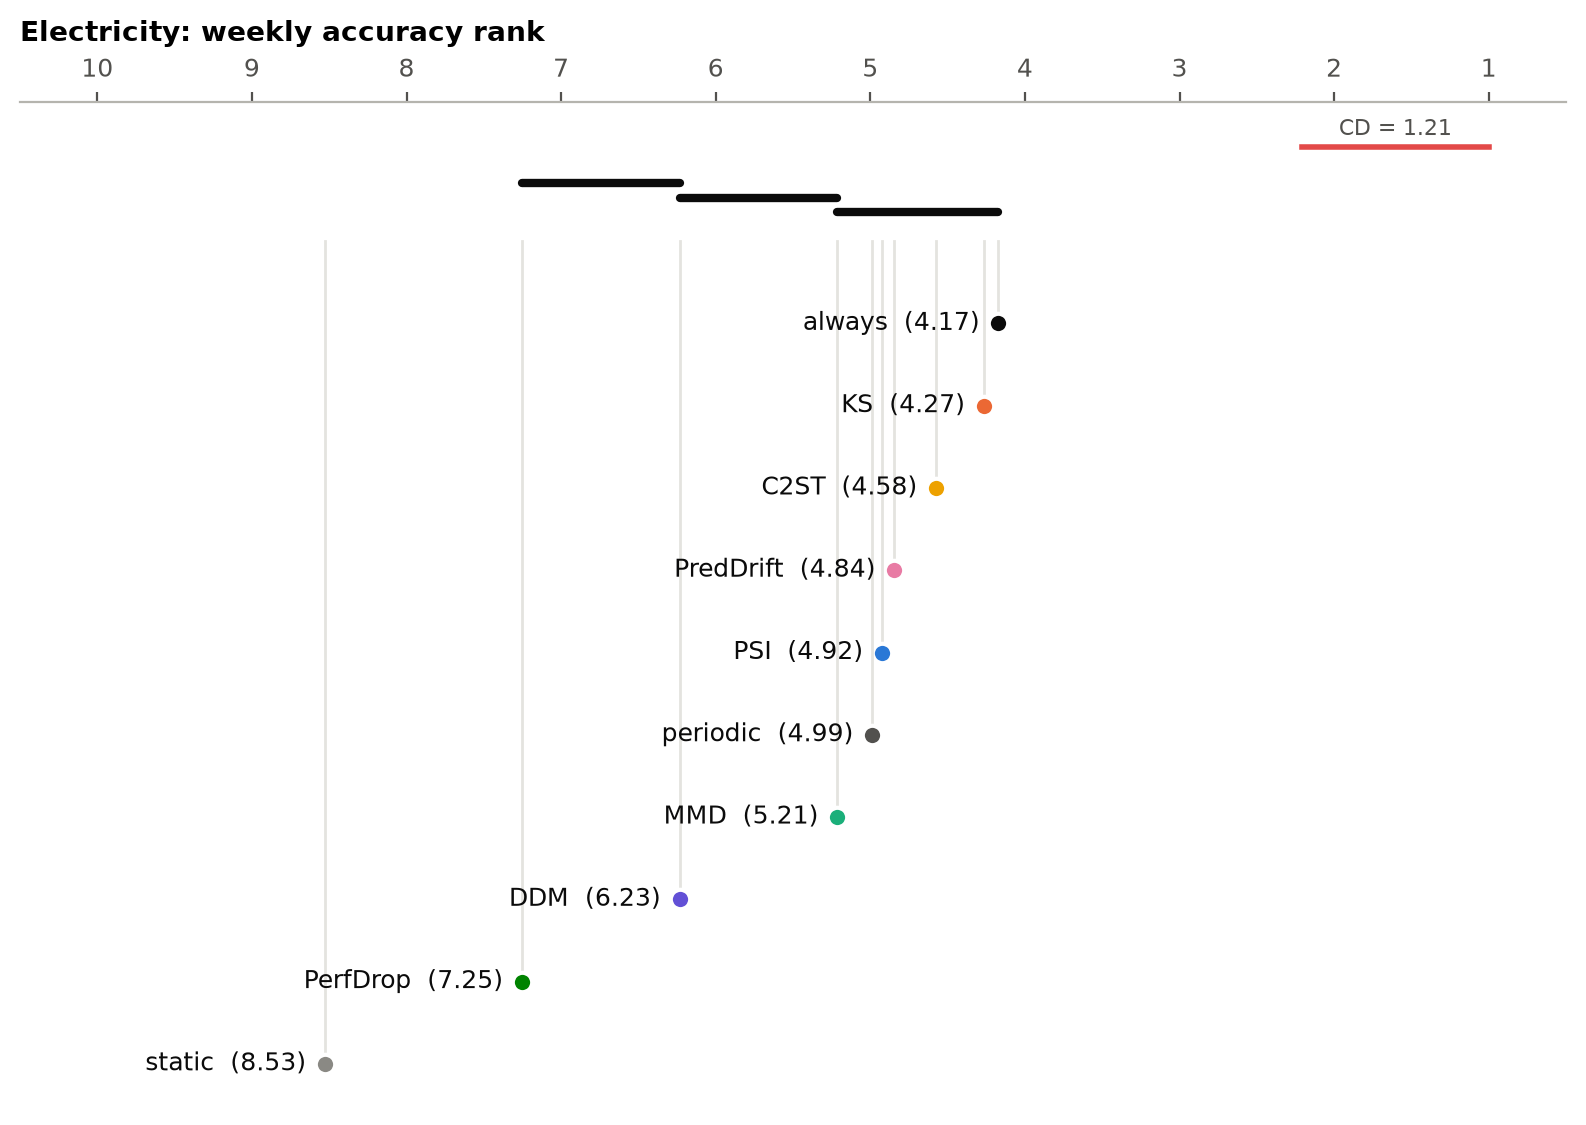 Electricity: weekly accuracy rank
10 9 8 7 6 5 4 3 2 1
CD = 1.21
always (4.17)
KS (4.27)
C2ST (4.58)
PredDrift (4.84)
PSI (4.92)
periodic (4.99)
MMD (5.21)
DDM (6.23)
PerfDrop (7.25)
static (8.53)